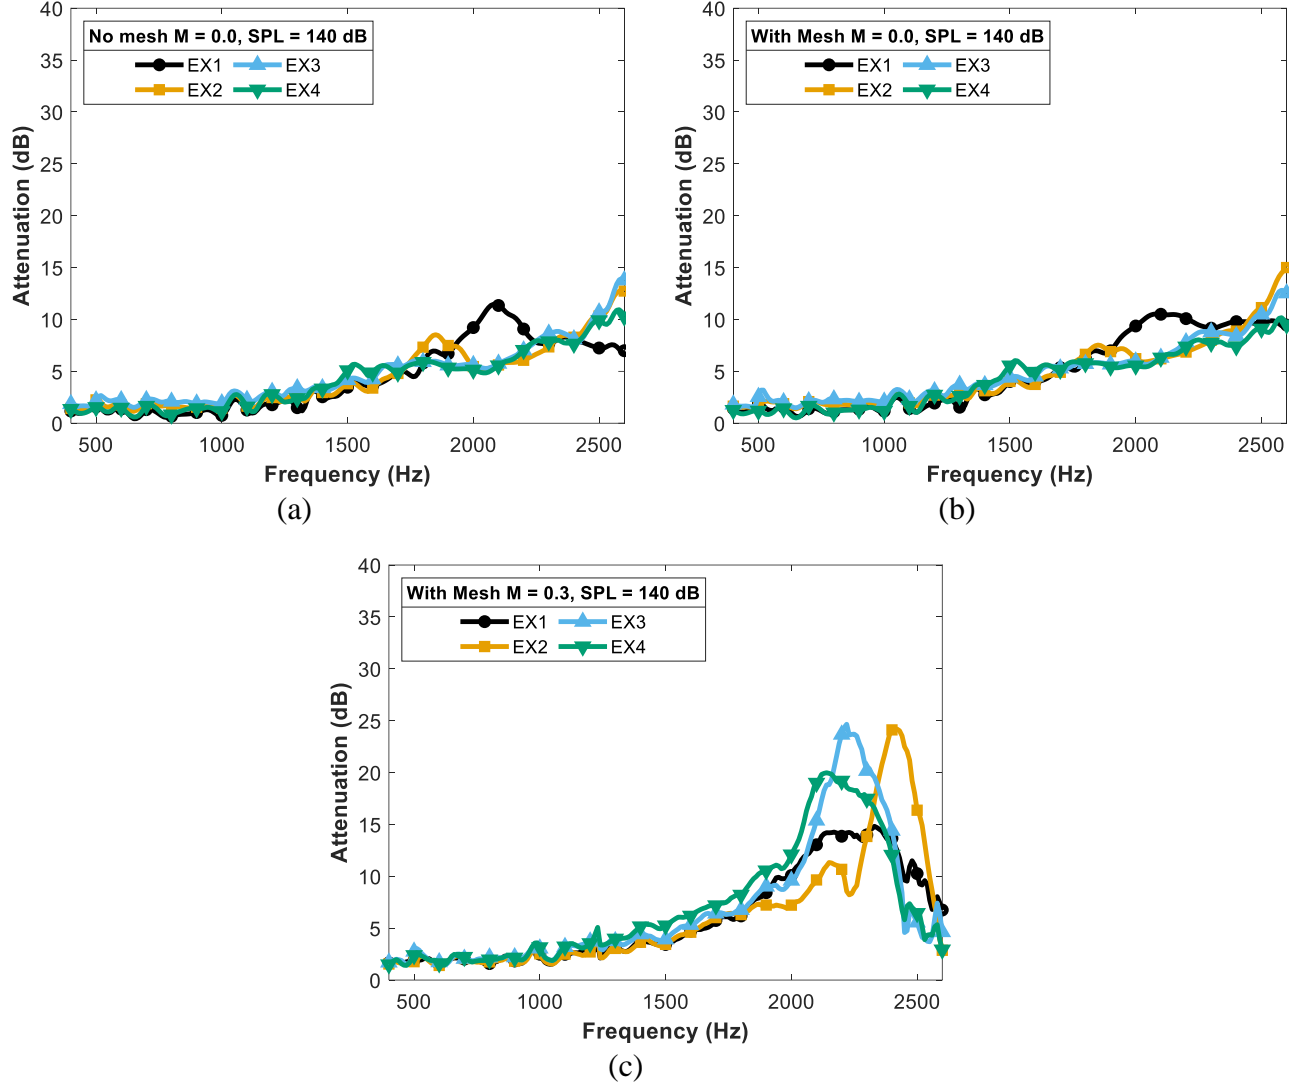 No mesh M = 0.0, SPL = 140 dB
EX1 EX3
EX2 EX4
40
35
30
25
20
15
10
5
0
Attenuation (dB)
500 1000 1500 2000 2500
Frequency (Hz)
(a)
With Mesh M = 0.0, SPL = 140 dB
EX1 EX3
EX2 EX4
40
35
30
25
20
15
10
5
0
Attenuation (dB)
500 1000 1500 2000 2500
Frequency (Hz)
(b)
With Mesh M = 0.3, SPL = 140 dB
EX1 EX3
EX2 EX4
40
35
30
25
20
15
10
5
0
Attenuation (dB)
500 1000 1500 2000 2500
Frequency (Hz)
(c)